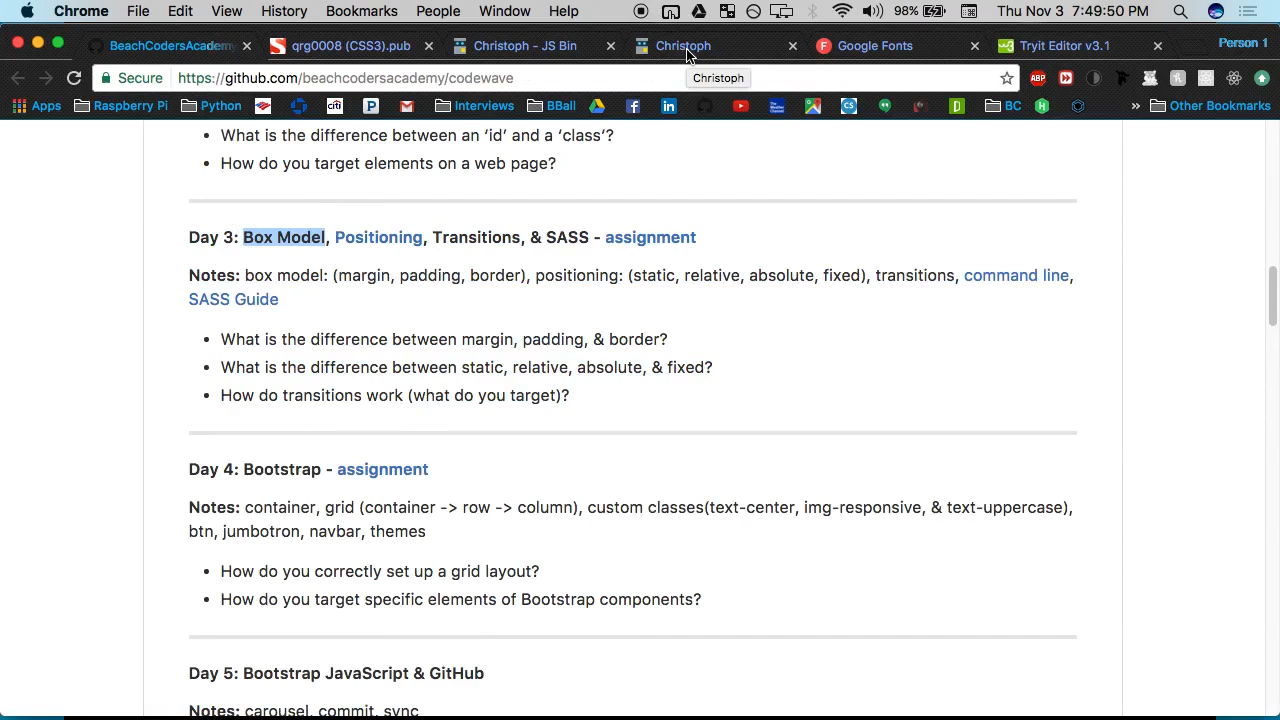 Chrome File Edit View History Bookmarks People Window Help 98% Thu Nov 3 7:49:50 PM
BeachCodersAcademy qrg0008 (CSS3).pub Christoph - JS Bin Christoph Google Fonts Tryit Editor v3.1 Person 1
Secure https://github.com/beachcodersacademy/codewave ABP
Christoph
Apps Raspberry Pi Python citi Interviews BBall BC Other Bookmarks
What is the difference between an ‘id’ and a ‘class’?
How do you target elements on a web page?
Day 3: Box Model, Positioning, Transitions, & SASS - assignment
Notes: box model: (margin, padding, border), positioning: (static, relative, absolute, fixed), transitions, command line,
SASS Guide
What is the difference between margin, padding, & border?
What is the difference between static, relative, absolute, & fixed?
How do transitions work (what do you target)?
Day 4: Bootstrap - assignment
Notes: container, grid (container -> row -> column), custom classes(text-center, img-responsive, & text-uppercase),
btn, jumbotron, navbar, themes
How do you correctly set up a grid layout?
How do you target specific elements of Bootstrap components?
Day 5: Bootstrap JavaScript & GitHub
Notes: carousel, commit, sync